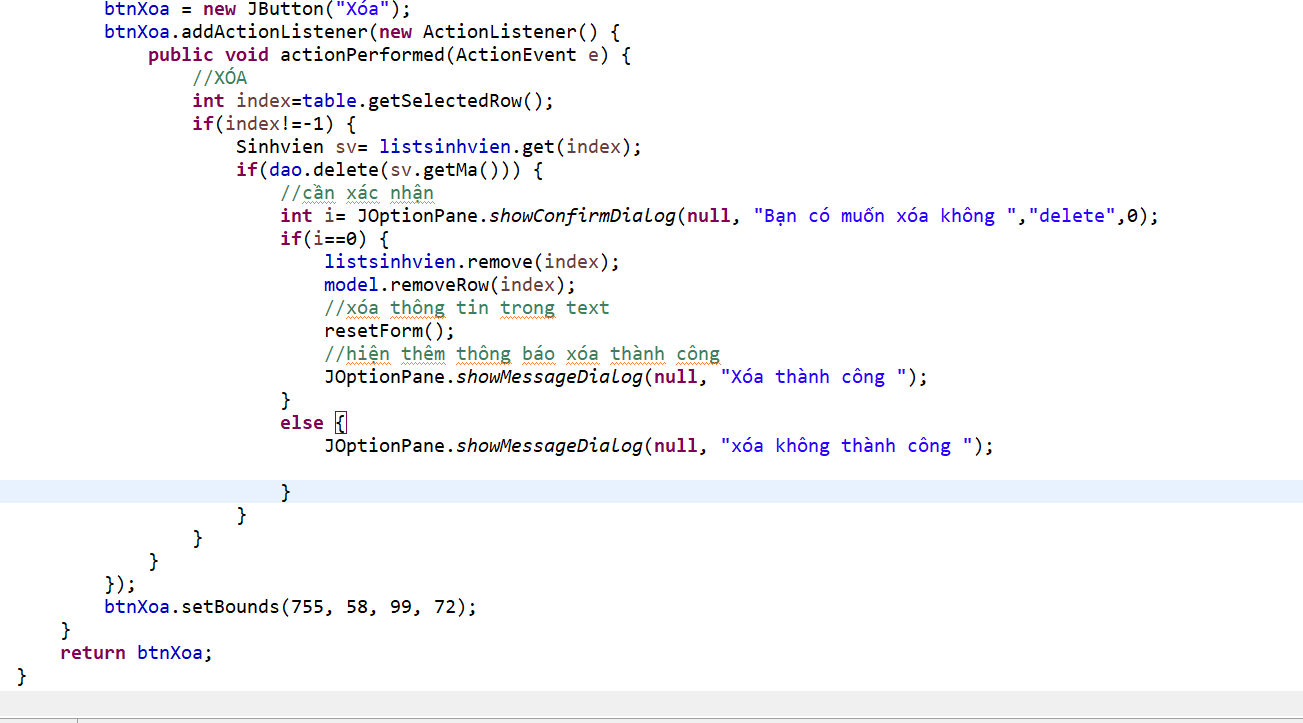 btnXoa = new JButton("Xóa");
btnXoa.addActionListener(new ActionListener() {
public void actionPerformed(ActionEvent e) {
//XÓA
int index=table.getSelectedRow();
if(index!=-1) {
Sinhvien sv= listsinhvien.get(index);
if(dao.delete(sv.getMa())) {
//cần xác nhận
int i= JOptionPane.showConfirmDialog(null, "Bạn có muốn xóa không ","delete",0);
if(i==0) {
listsinhvien.remove(index);
model.removeRow(index);
//xóa thông tin trong text
resetForm();
//hiện thêm thông báo xóa thành công
JOptionPane.showMessageDialog(null, "Xóa thành công ");
}
else {
JOptionPane.showMessageDialog(null, "xóa không thành công ");
}
}
}
}
});
btnXoa.setBounds(755, 58, 99, 72);
}
return btnXoa;
}